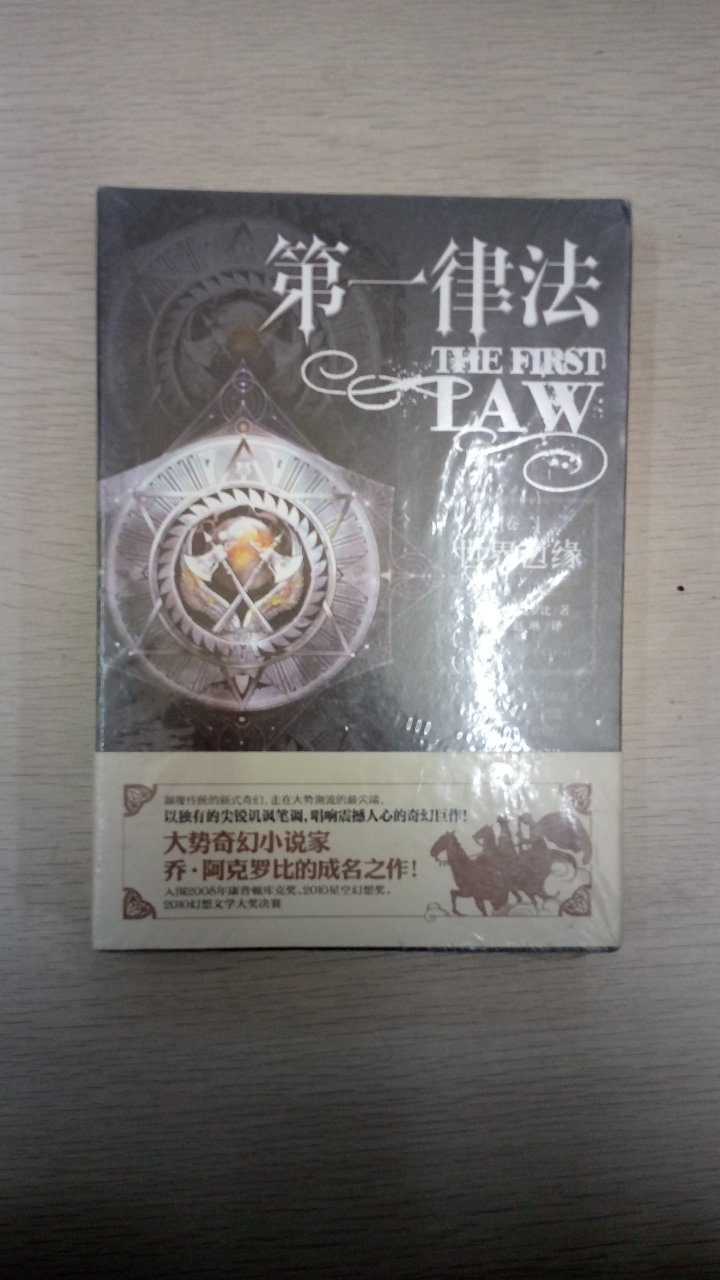 第一律法
THE FIRST
LAW
卷
世界边缘
比/著
译
颠覆传统的新式奇幻,走在大势潮流的最尖端,
以独有的尖锐讥讽笔调,唱响震撼人心的奇幻巨作!
大势奇幻小说家
乔·阿克罗比的成名之作!
入围2008年康普顿库克奖、2010星空幻想奖、
2010幻想文学大奖决赛